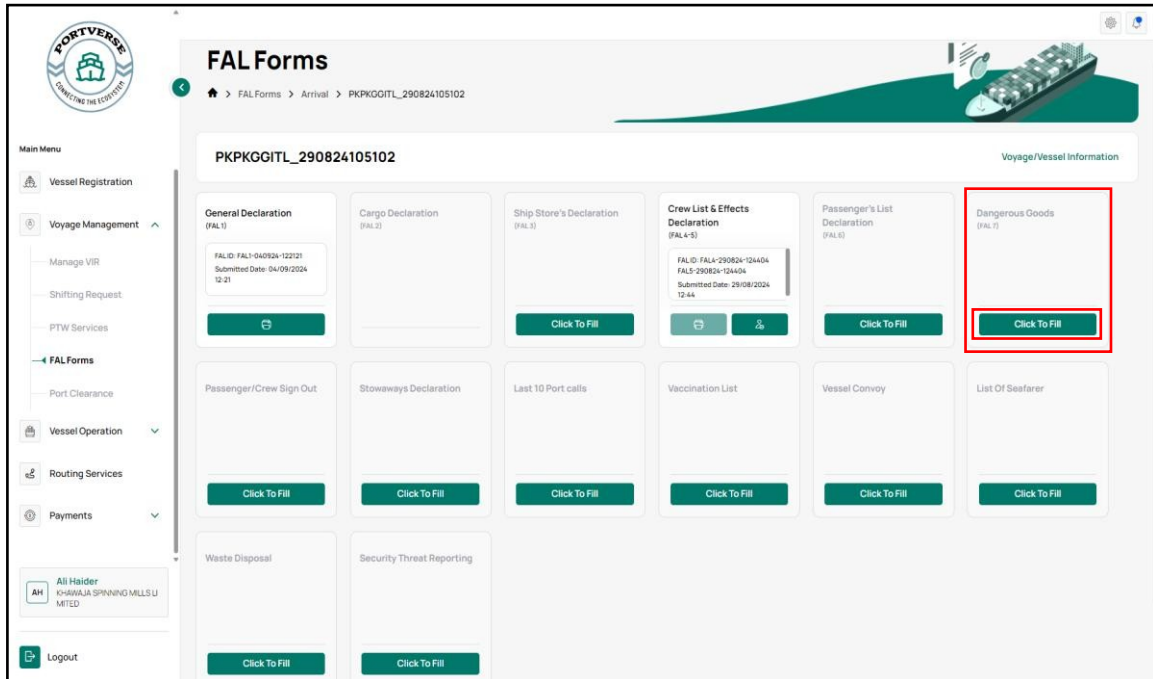 PORTVERSE
CONNECTING THE ECOSYSTEM
Main Menu
Vessel Registration
Voyage Management
Manage VIR
Shifting Request
PTW Services
FAL Forms
Port Clearance
Vessel Operation
Routing Services
Payments
AH
Ali Haider
KHAWAJA SPINNING MILLS LI
MITED
Logout
FAL Forms
> FAL Forms > Arrival > PKPKGGITL_290824105102
PKPKGGITL_290824105102
Voyage/Vessel Information
General Declaration
(FAL 1)
FAL ID: FAL1-040924-122121
Submitted Date: 04/09/2024
12:21
Cargo Declaration
(FAL 2)
Ship Store's Declaration
(FAL 3)
Click To Fill
Crew List & Effects
Declaration
(FAL 4-5)
FAL ID: FAL4-290824-124404
FAL5-290824-124404
Submitted Date: 29/08/2024
12:44
Passenger's List
Declaration
(FAL 6)
Click To Fill
Dangerous Goods
(FAL 7)
Click To Fill
Passenger/Crew Sign Out
Click To Fill
Stowaways Declaration
Click To Fill
Last 10 Port calls
Click To Fill
Vaccination List
Click To Fill
Vessel Convoy
Click To Fill
List Of Seafarer
Click To Fill
Waste Disposal
Click To Fill
Security Threat Reporting
Click To Fill